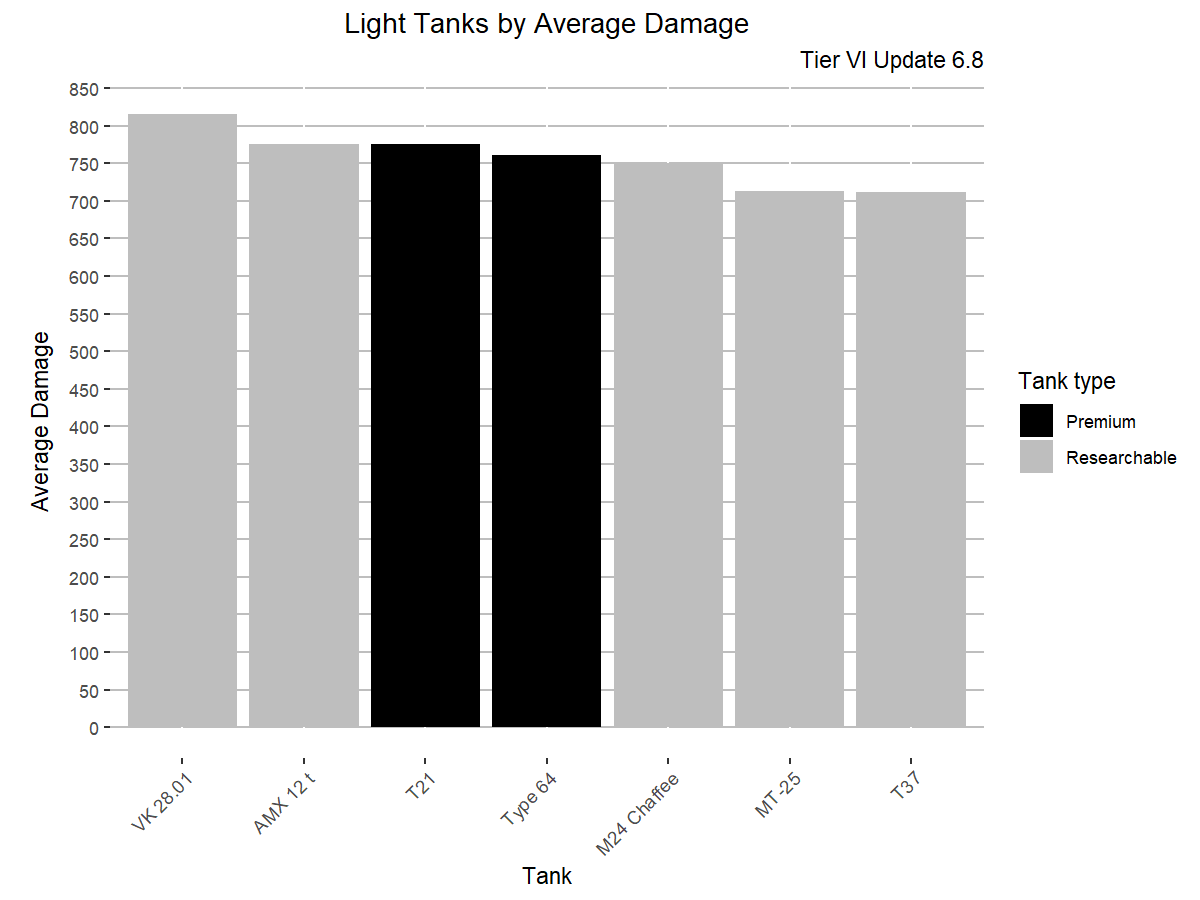 Light Tanks by Average Damage
Tier VI Update 6.8
850
800
750
700
650
600
550
500
450
400
350
300
250
200
150
100
50
0
Average Damage
VK 28.01
AMX 12 t
T21
Type 64
M24 Chaffee
MT-25
T37
Tank
Tank type
Premium
Researchable